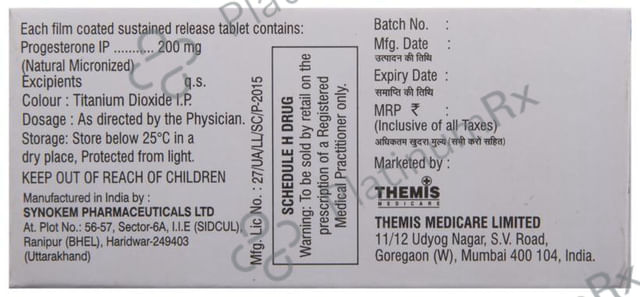 Each film coated sustained release tablet contains:
Progesterone IP ........... 200 mg
(Natural Micronized)
Excipients q.s.
Colour : Titanium Dioxide I.P.
Dosage : As directed by the Physician.
Storage: Store below 25°C in a
dry place, Protected from light.
KEEP OUT OF REACH OF CHILDREN
Manufactured in India by :
SYNOKEM PHARMACEUTICALS LTD
At. Plot No.: 56-57, Sector-6A, I.I.E (SIDCUL),
Ranipur (BHEL), Haridwar-249403
(Uttarakhand)
Mfg. Lic No. : 27/UA/LL/SC/P-2015
SCHEDULE H DRUG
Warning: To be sold by retail on the
prescription of a Registered
Medical Practitioner only.
Batch No. :
Mfg. Date :
उत्पादन की तिथि
Expiry Date :
समाप्ति की तिथि
MRP ₹ :
(Inclusive of all Taxes)
अधिकतम खुदरा मूल्य (सभी करों सहित)
Marketed by :
THEMIS
MEDICARE
THEMIS MEDICARE LIMITED
11/12 Udyog Nagar, S.V. Road,
Goregaon (W), Mumbai 400 104, India.
PlatinumRx